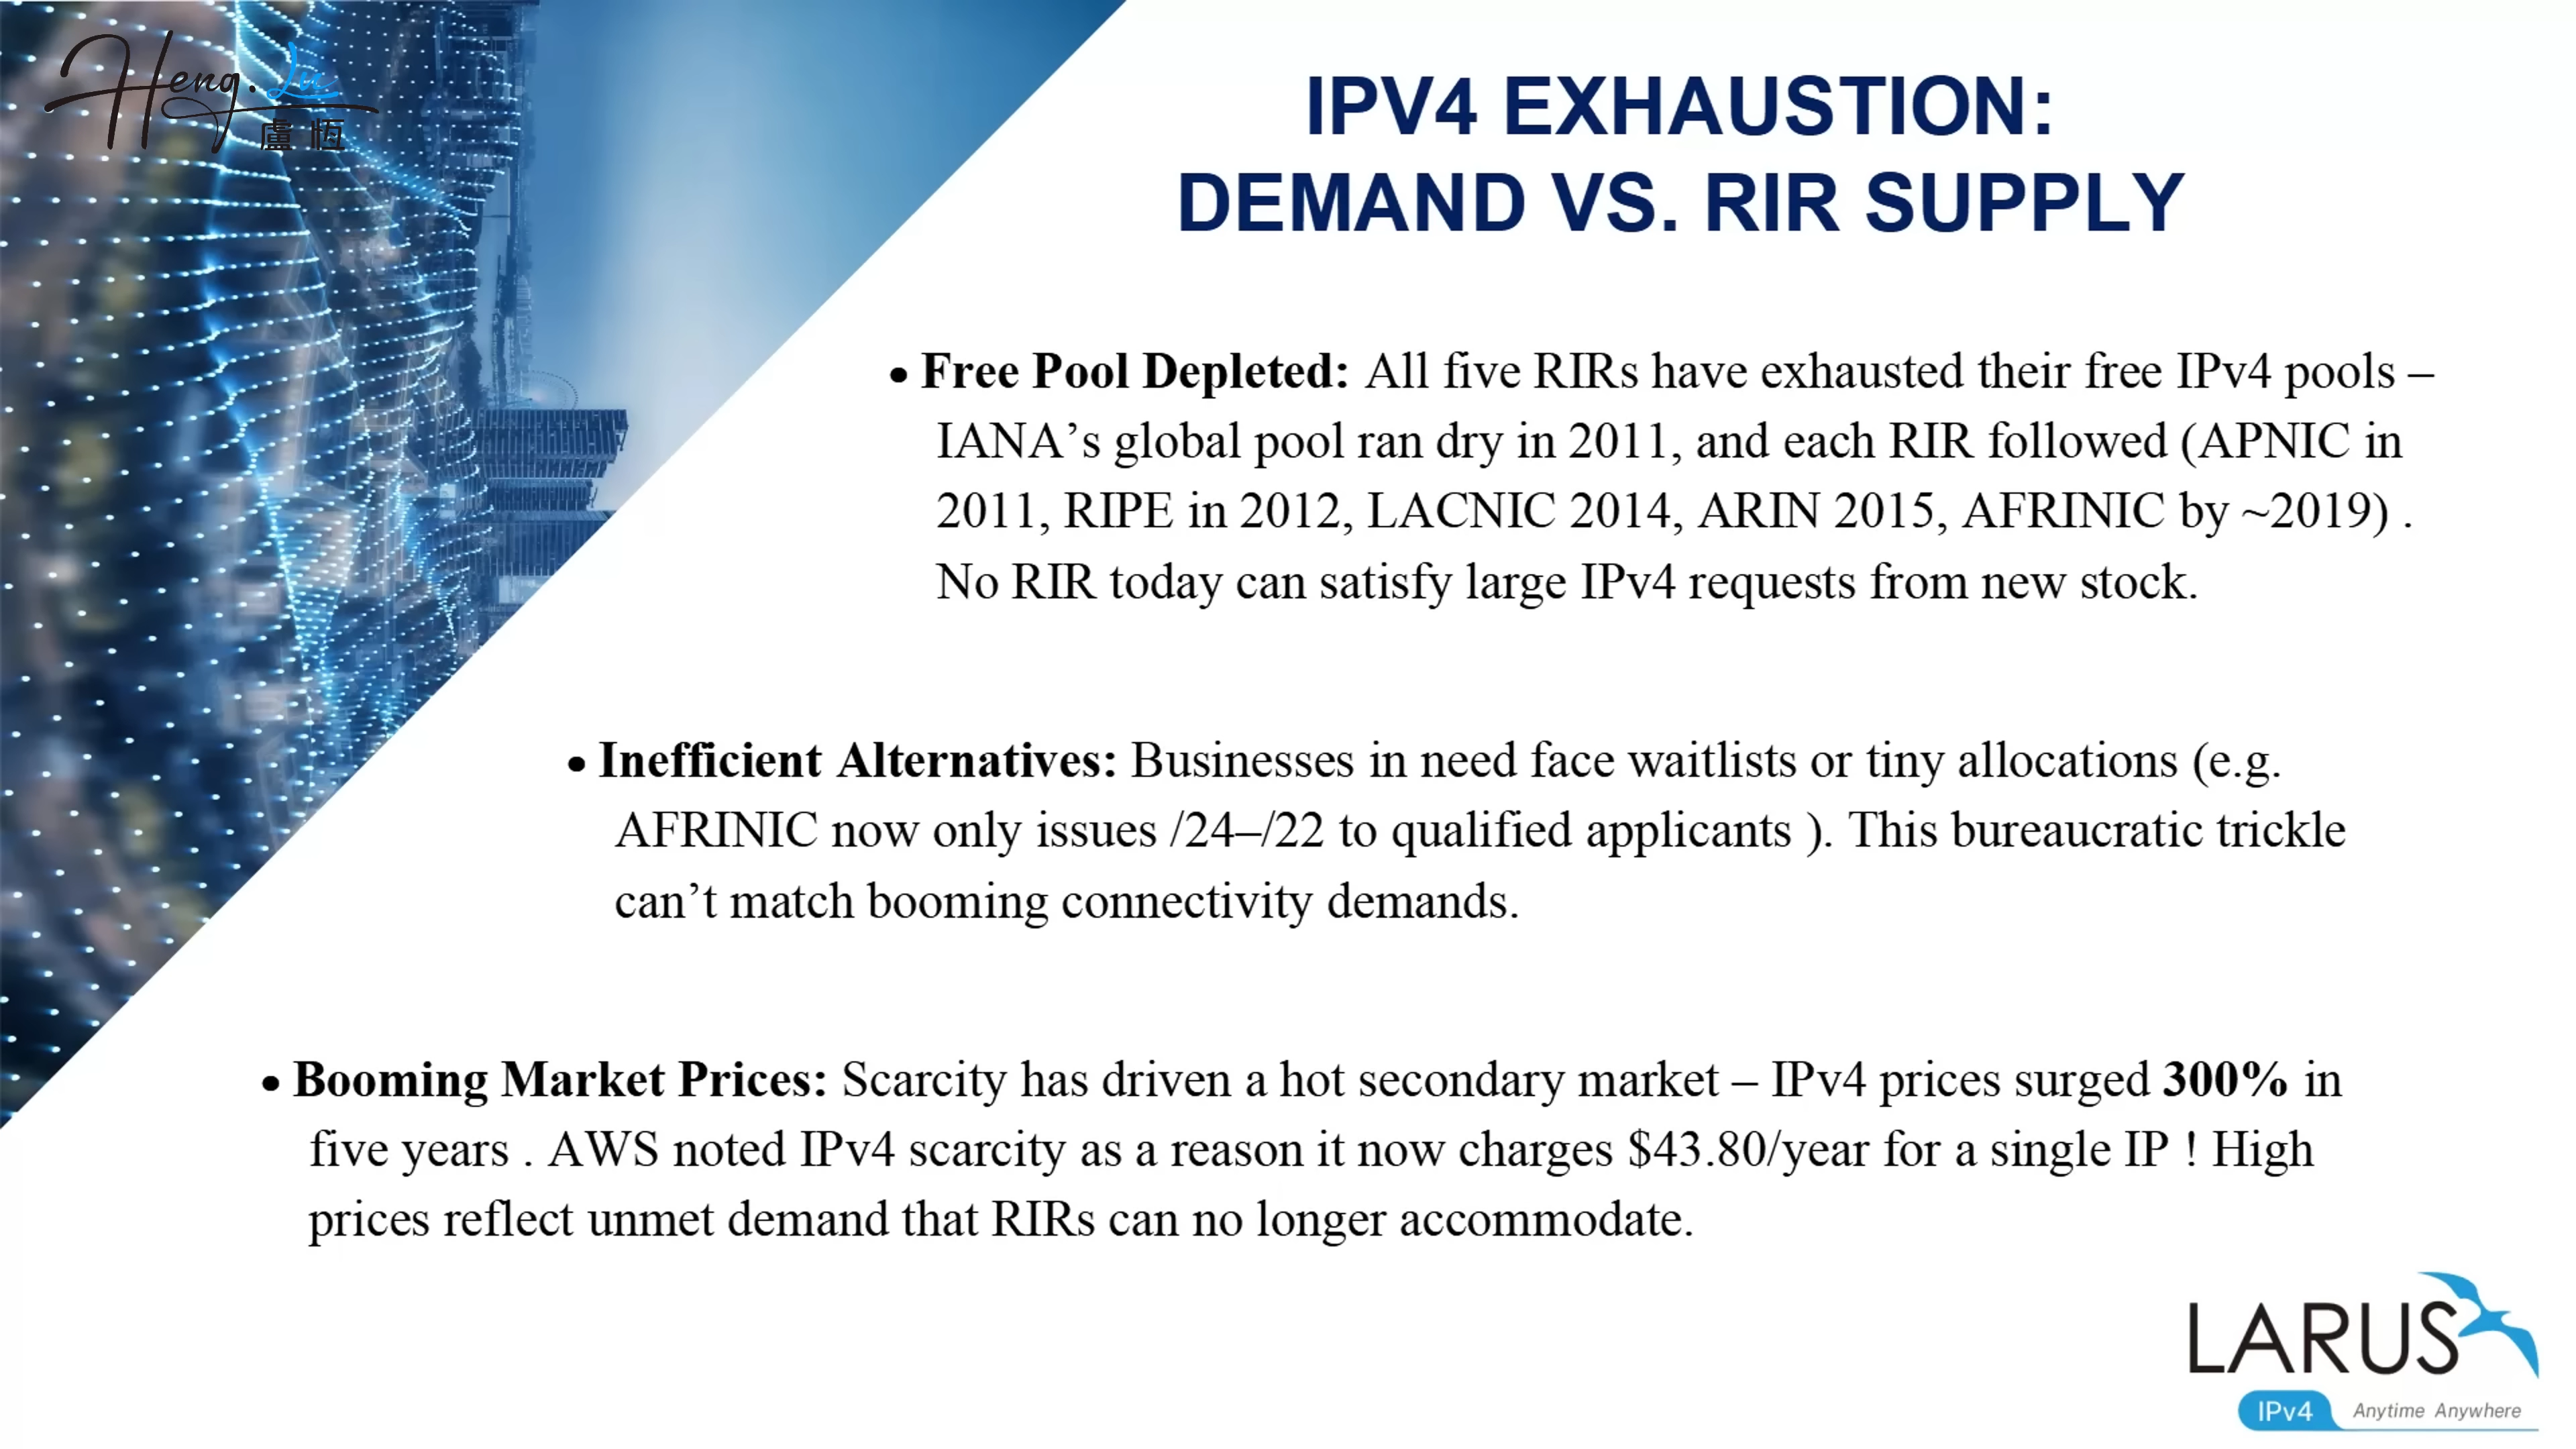 Heng.Lu
盧 恆
IPV4 EXHAUSTION:
DEMAND VS. RIR SUPPLY
• Free Pool Depleted: All five RIRs have exhausted their free IPv4 pools –
IANA’s global pool ran dry in 2011, and each RIR followed (APNIC in
2011, RIPE in 2012, LACNIC 2014, ARIN 2015, AFRINIC by ~2019) .
No RIR today can satisfy large IPv4 requests from new stock.
• Inefficient Alternatives: Businesses in need face waitlists or tiny allocations (e.g.
AFRINIC now only issues /24–/22 to qualified applicants ). This bureaucratic trickle
can’t match booming connectivity demands.
• Booming Market Prices: Scarcity has driven a hot secondary market – IPv4 prices surged 300% in
five years . AWS noted IPv4 scarcity as a reason it now charges $43.80/year for a single IP ! High
prices reflect unmet demand that RIRs can no longer accommodate.
LARUS
IPv4 Anytime Anywhere